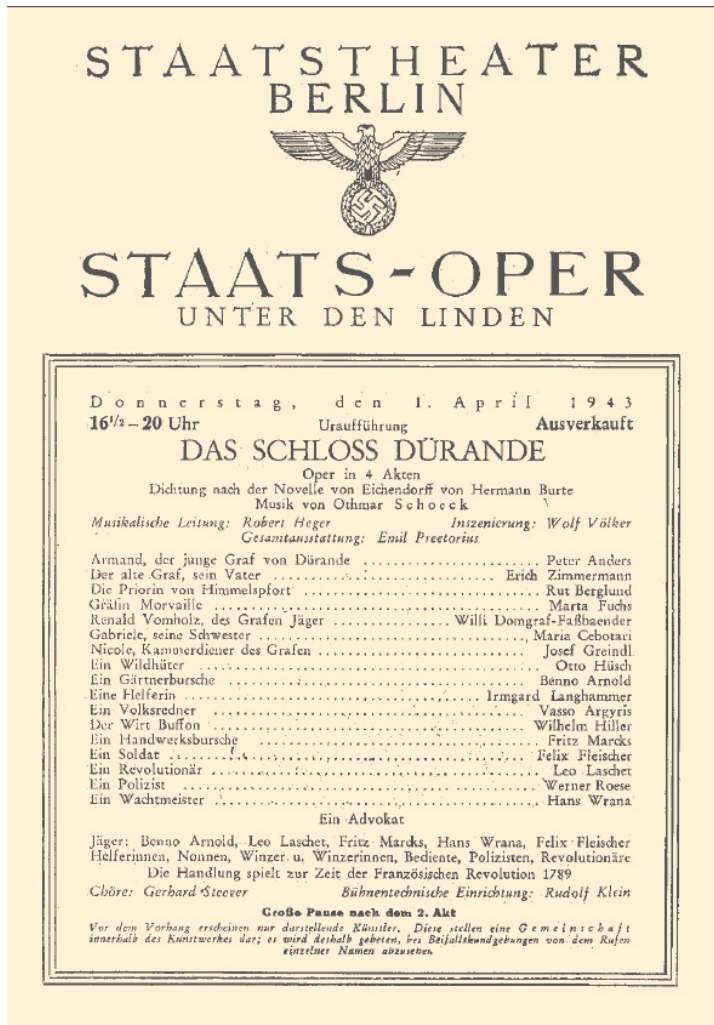 STAATSTHEATER
BERLIN
STAATS-OPER
UNTER DEN LINDEN
Donnerstag, den 1. April 1943
16 1/2 – 20 Uhr Uraufführung Ausverkauft
DAS SCHLOSS DÜRANDE
Oper in 4 Akten
Dichtung nach der Novelle von Eichendorff von Hermann Burte
Musik von Othmar Schoeck
Musikalische Leitung: Robert Heger Inszenierung: Wolf Völker
Gesamtausstattung: Emil Preetorius
Armand, der junge Graf von Dürande ........ Peter Anders
Der alte Graf, sein Vater ........ Erich Zimmermann
Die Priorin von Himmelspfort ........ Rut Berglund
Gräfin Morvaille ........ Marta Fuchs
Renald Vomholz, des Grafen Jäger ........ Willi Domgraf-Faßbaender
Gabriele, seine Schwester ........ Maria Cebotari
Nicole, Kammerdiener des Grafen ........ Josef Greindl
Ein Wildhüter ........ Otto Hüsch
Ein Gärtnerbursche ........ Benno Arnold
Eine Helferin ........ Irmgard Langhammer
Ein Volksredner ........ Vasso Argyris
Der Wirt Buffon ........ Wilhelm Hiller
Ein Handwerksbursche ........ Fritz Marcks
Ein Soldat ........ Felix Fleischer
Ein Revolutionär ........ Leo Laschet
Ein Polizist ........ Werner Roese
Ein Wachtmeister ........ Hans Wrana
Ein Advokat
Jäger: Benno Arnold, Leo Laschet, Fritz Marcks, Hans Wrana, Felix Fleischer
Helferinnen, Nonnen, Winzer u. Winzerinnen, Bediente, Polizisten, Revolutionäre
Die Handlung spielt zur Zeit der Französischen Revolution 1789
Chöre: Gerhard Steeger Bühnentechnische Einrichtung: Rudolf Klein
Große Pause nach dem 2. Akt
Vor dem Vorhang erscheinen nur darstellende Künstler. Diese stellen eine Gemeinschaft
innerhalb des Kunstwerkes dar; es wird deshalb gebeten, bei Beifallskundgebungen von dem Rufen
einzelner Namen abzusehen